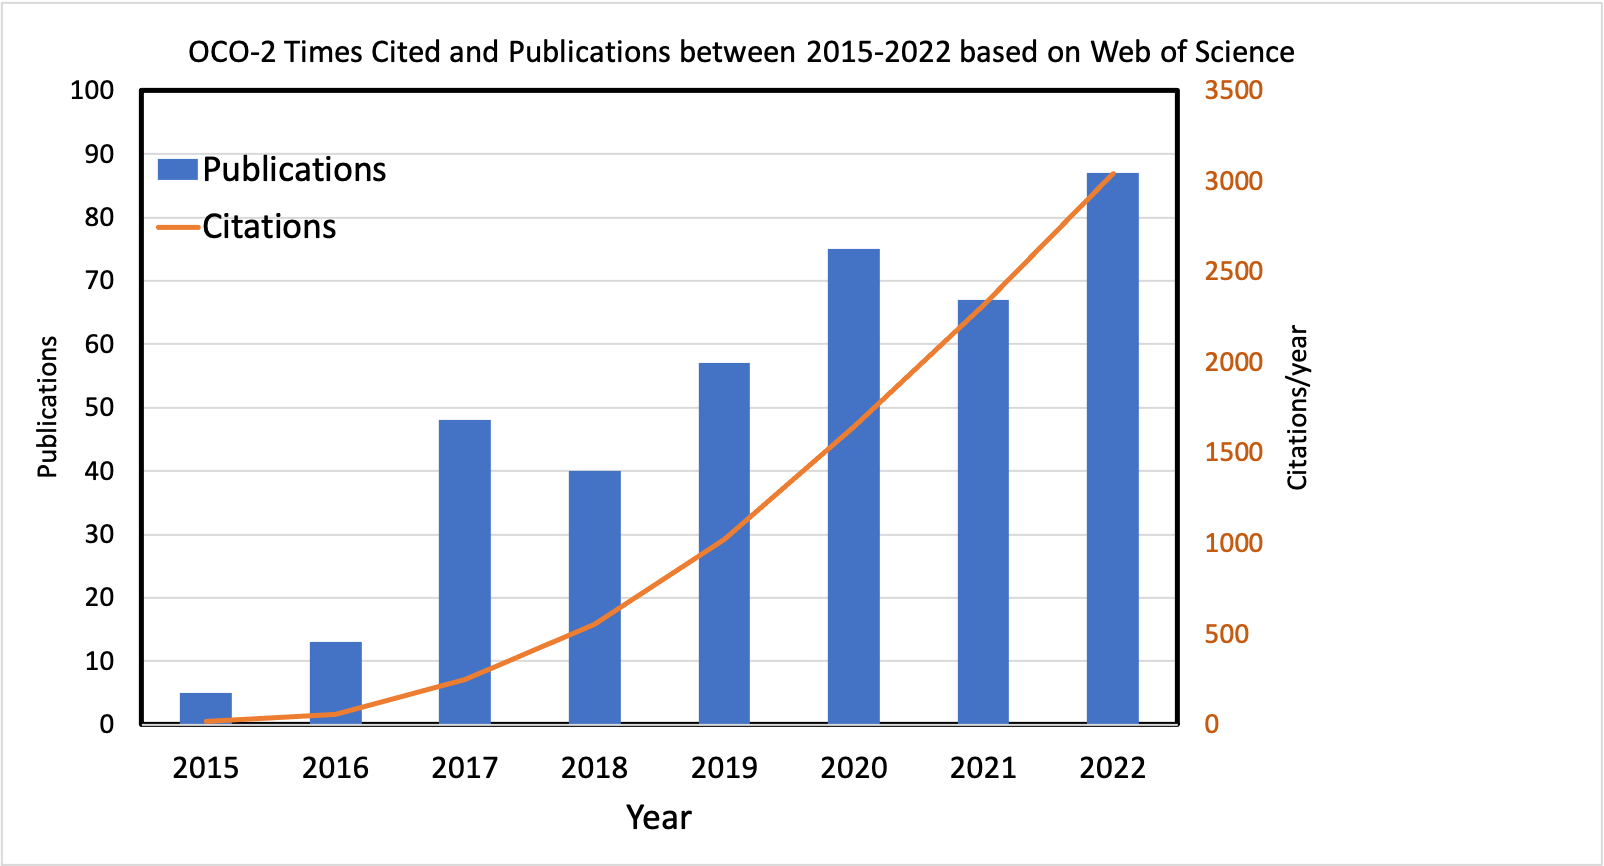 OCO-2 Times Cited and Publications between 2015-2022 based on Web of Science
100
90
80
70
60
50
40
30
20
10
0
Publications
Publications
Citations
3500
3000
2500
2000
1500
1000
500
0
Citations/year
2015 2016 2017 2018 2019 2020 2021 2022
Year